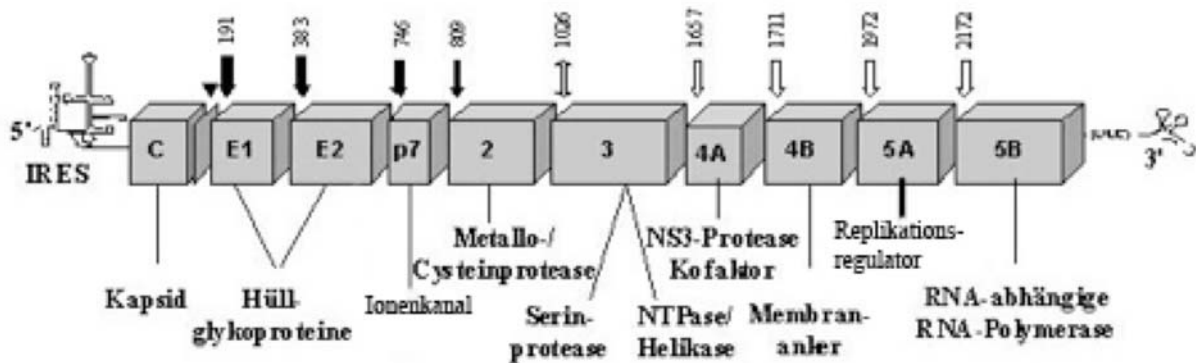 191 383 746 809 1026 1657 1711 1972 2172
5'
IRES
C E1 E2 p7 2 3 4A 4B 5A 5B
3'
Kapsid
Hüll-
glykoproteine
Ionenkanal
Metallo-/
Cysteinprotease
Serin-
protease
NTPase/
Helikase
NS3-Protease
Kofaktor
Membran-
anker
Replikations-
regulator
RNA-abhängige
RNA-Polymerase